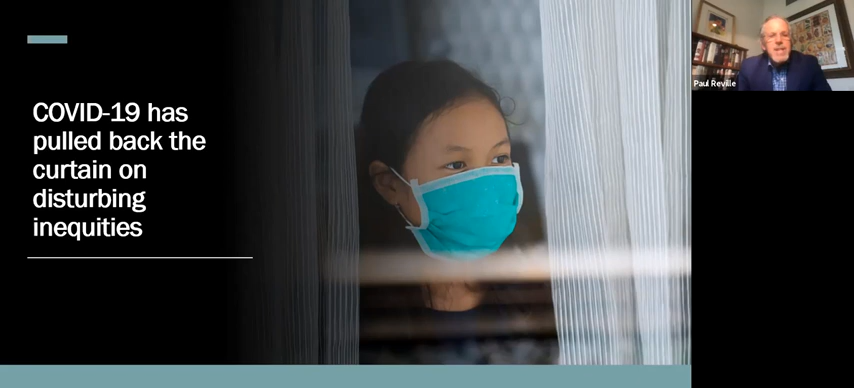 COVID-19 has
pulled back the
curtain on
disturbing
inequities
Paul Reville